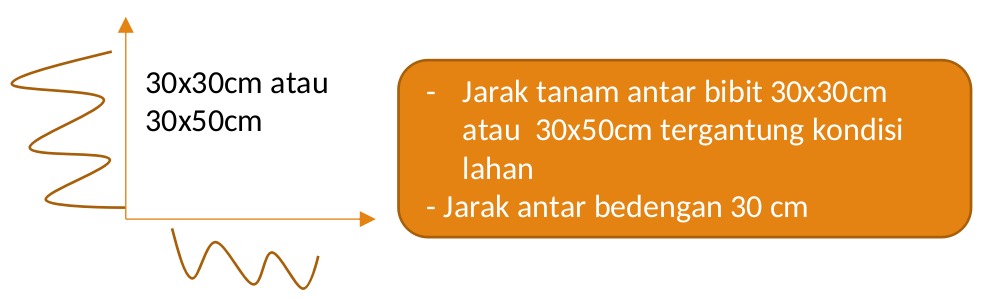 30x30cm atau
30x50cm
- Jarak tanam antar bibit 30x30cm
atau 30x50cm tergantung kondisi
lahan
- Jarak antar bedengan 30 cm